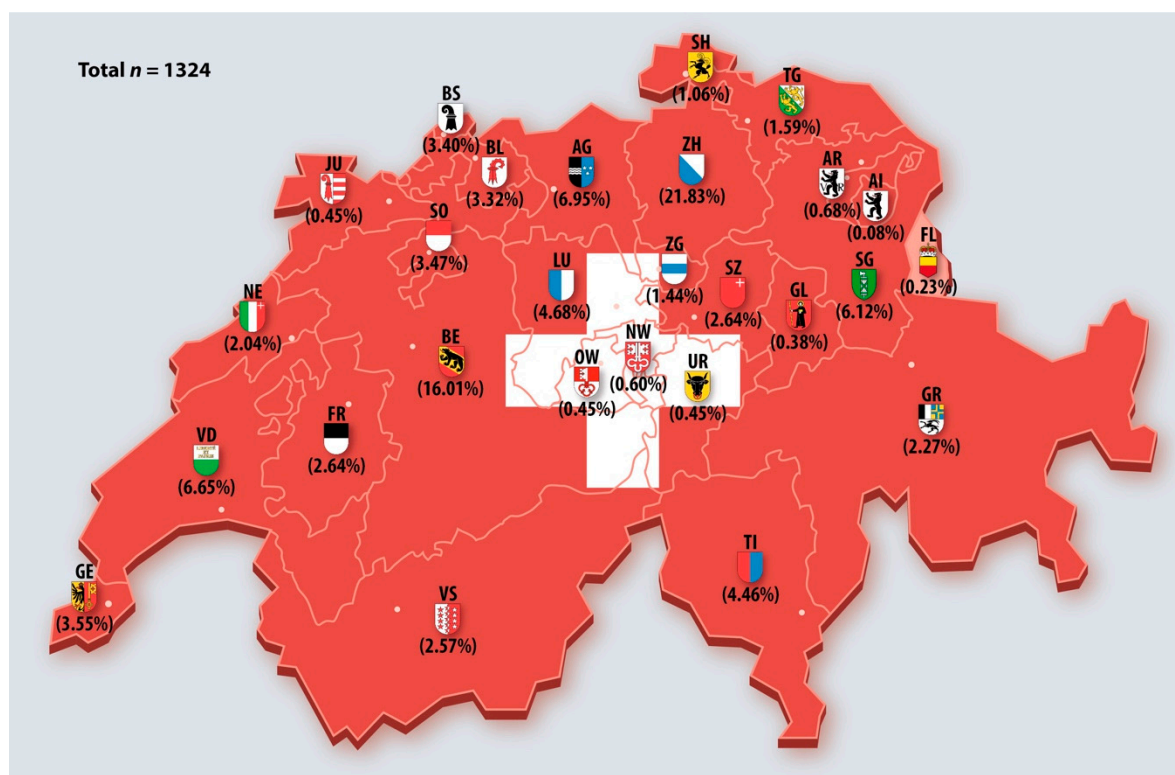 Total n = 1324
SH
(1.06%)
TG
(1.59%)
BS
(3.40%)
BL
(3.32%)
AG
(6.95%)
ZH
(21.83%)
AR
(0.68%)
AI
(0.08%)
JU
(0.45%)
SO
(3.47%)
LU
(4.68%)
ZG
(1.44%)
SZ
(2.64%)
GL
(0.38%)
SG
(6.12%)
FL
(0.23%)
NE
(2.04%)
BE
(16.01%)
OW
(0.45%)
NW
(0.60%)
UR
(0.45%)
GR
(2.27%)
VD
(6.65%)
FR
(2.64%)
GE
(3.55%)
VS
(2.57%)
TI
(4.46%)